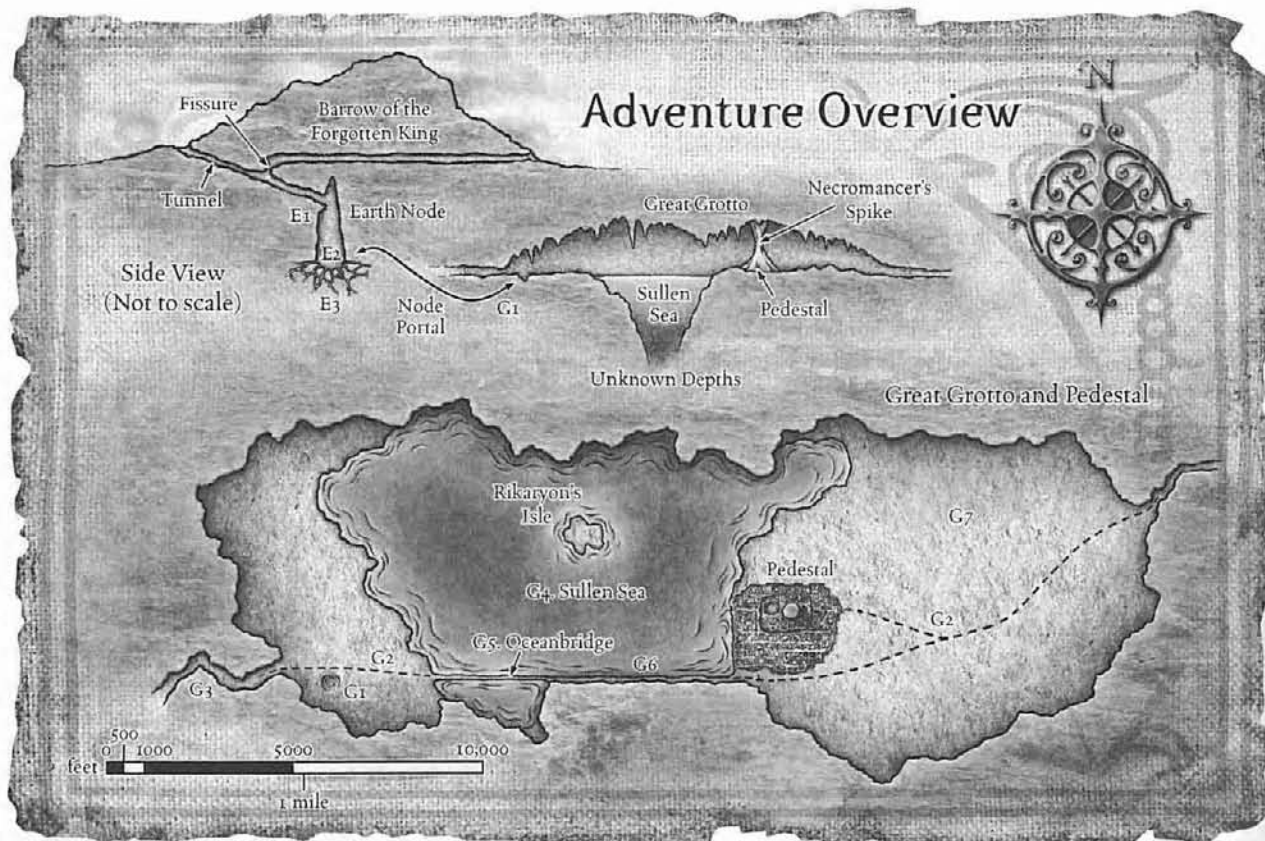 Adventure Overview
N
Fissure
Barrow of the
Forgotten King
Tunnel
E1
Earth Node
E2
E3
Side View
(Not to scale)
Node
Portal
G1
Great Grotto
Necromancer's
Spike
Sullen
Sea
Pedestal
Unknown Depths
Great Grotto and Pedestal
Rikaryon's
Isle
G7
Pedestal
G4. Sullen Sea
G2
G5. Oceanbridge
G6
G2
G3
G1
500
0 1000 5000 10,000
feet
1 mile